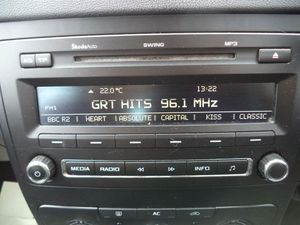 ŠkodaAuto SWING MP3
22.0°C 13:22
FM1 GRT HITS 96.1 MHz
BBC R2 HEART ABSOLUTE CAPITAL KISS CLASSIC
MEDIA RADIO INFO
AC